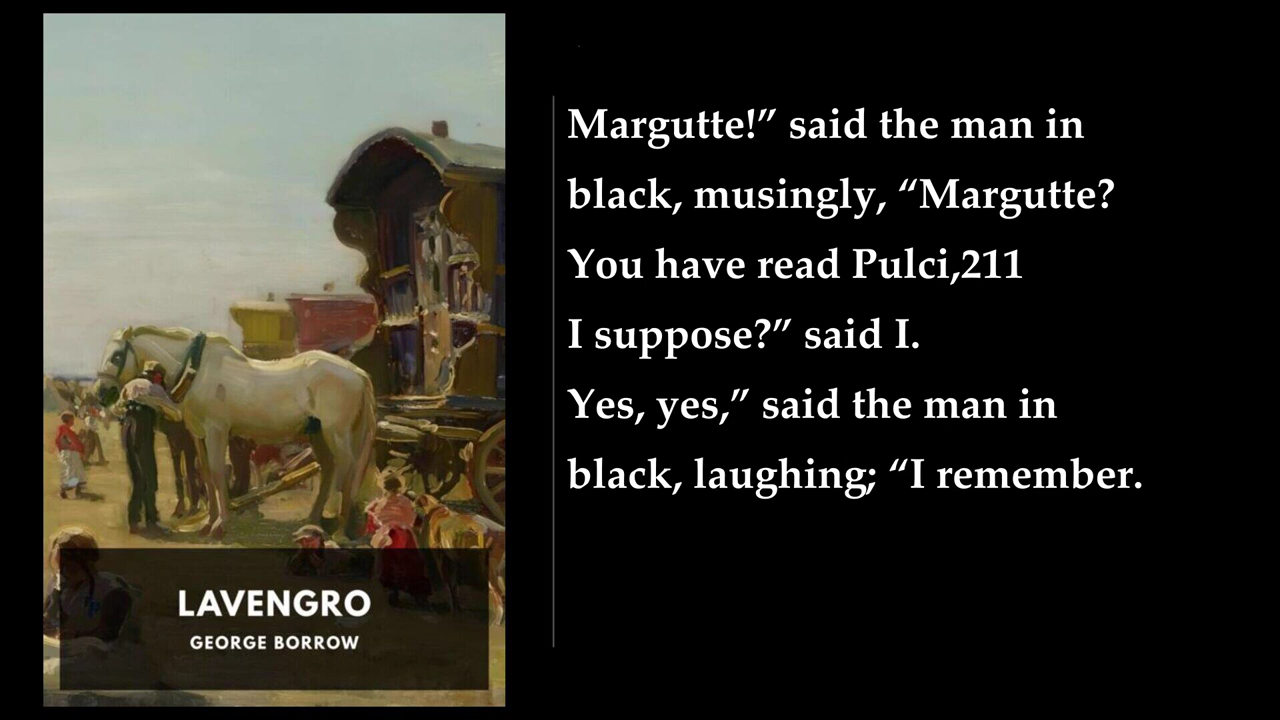 Margutte!” said the man in
black, musingly, “Margutte?
You have read Pulci,211
I suppose?” said I.
Yes, yes,” said the man in
black, laughing; “I remember.
LAVENGRO
GEORGE BORROW